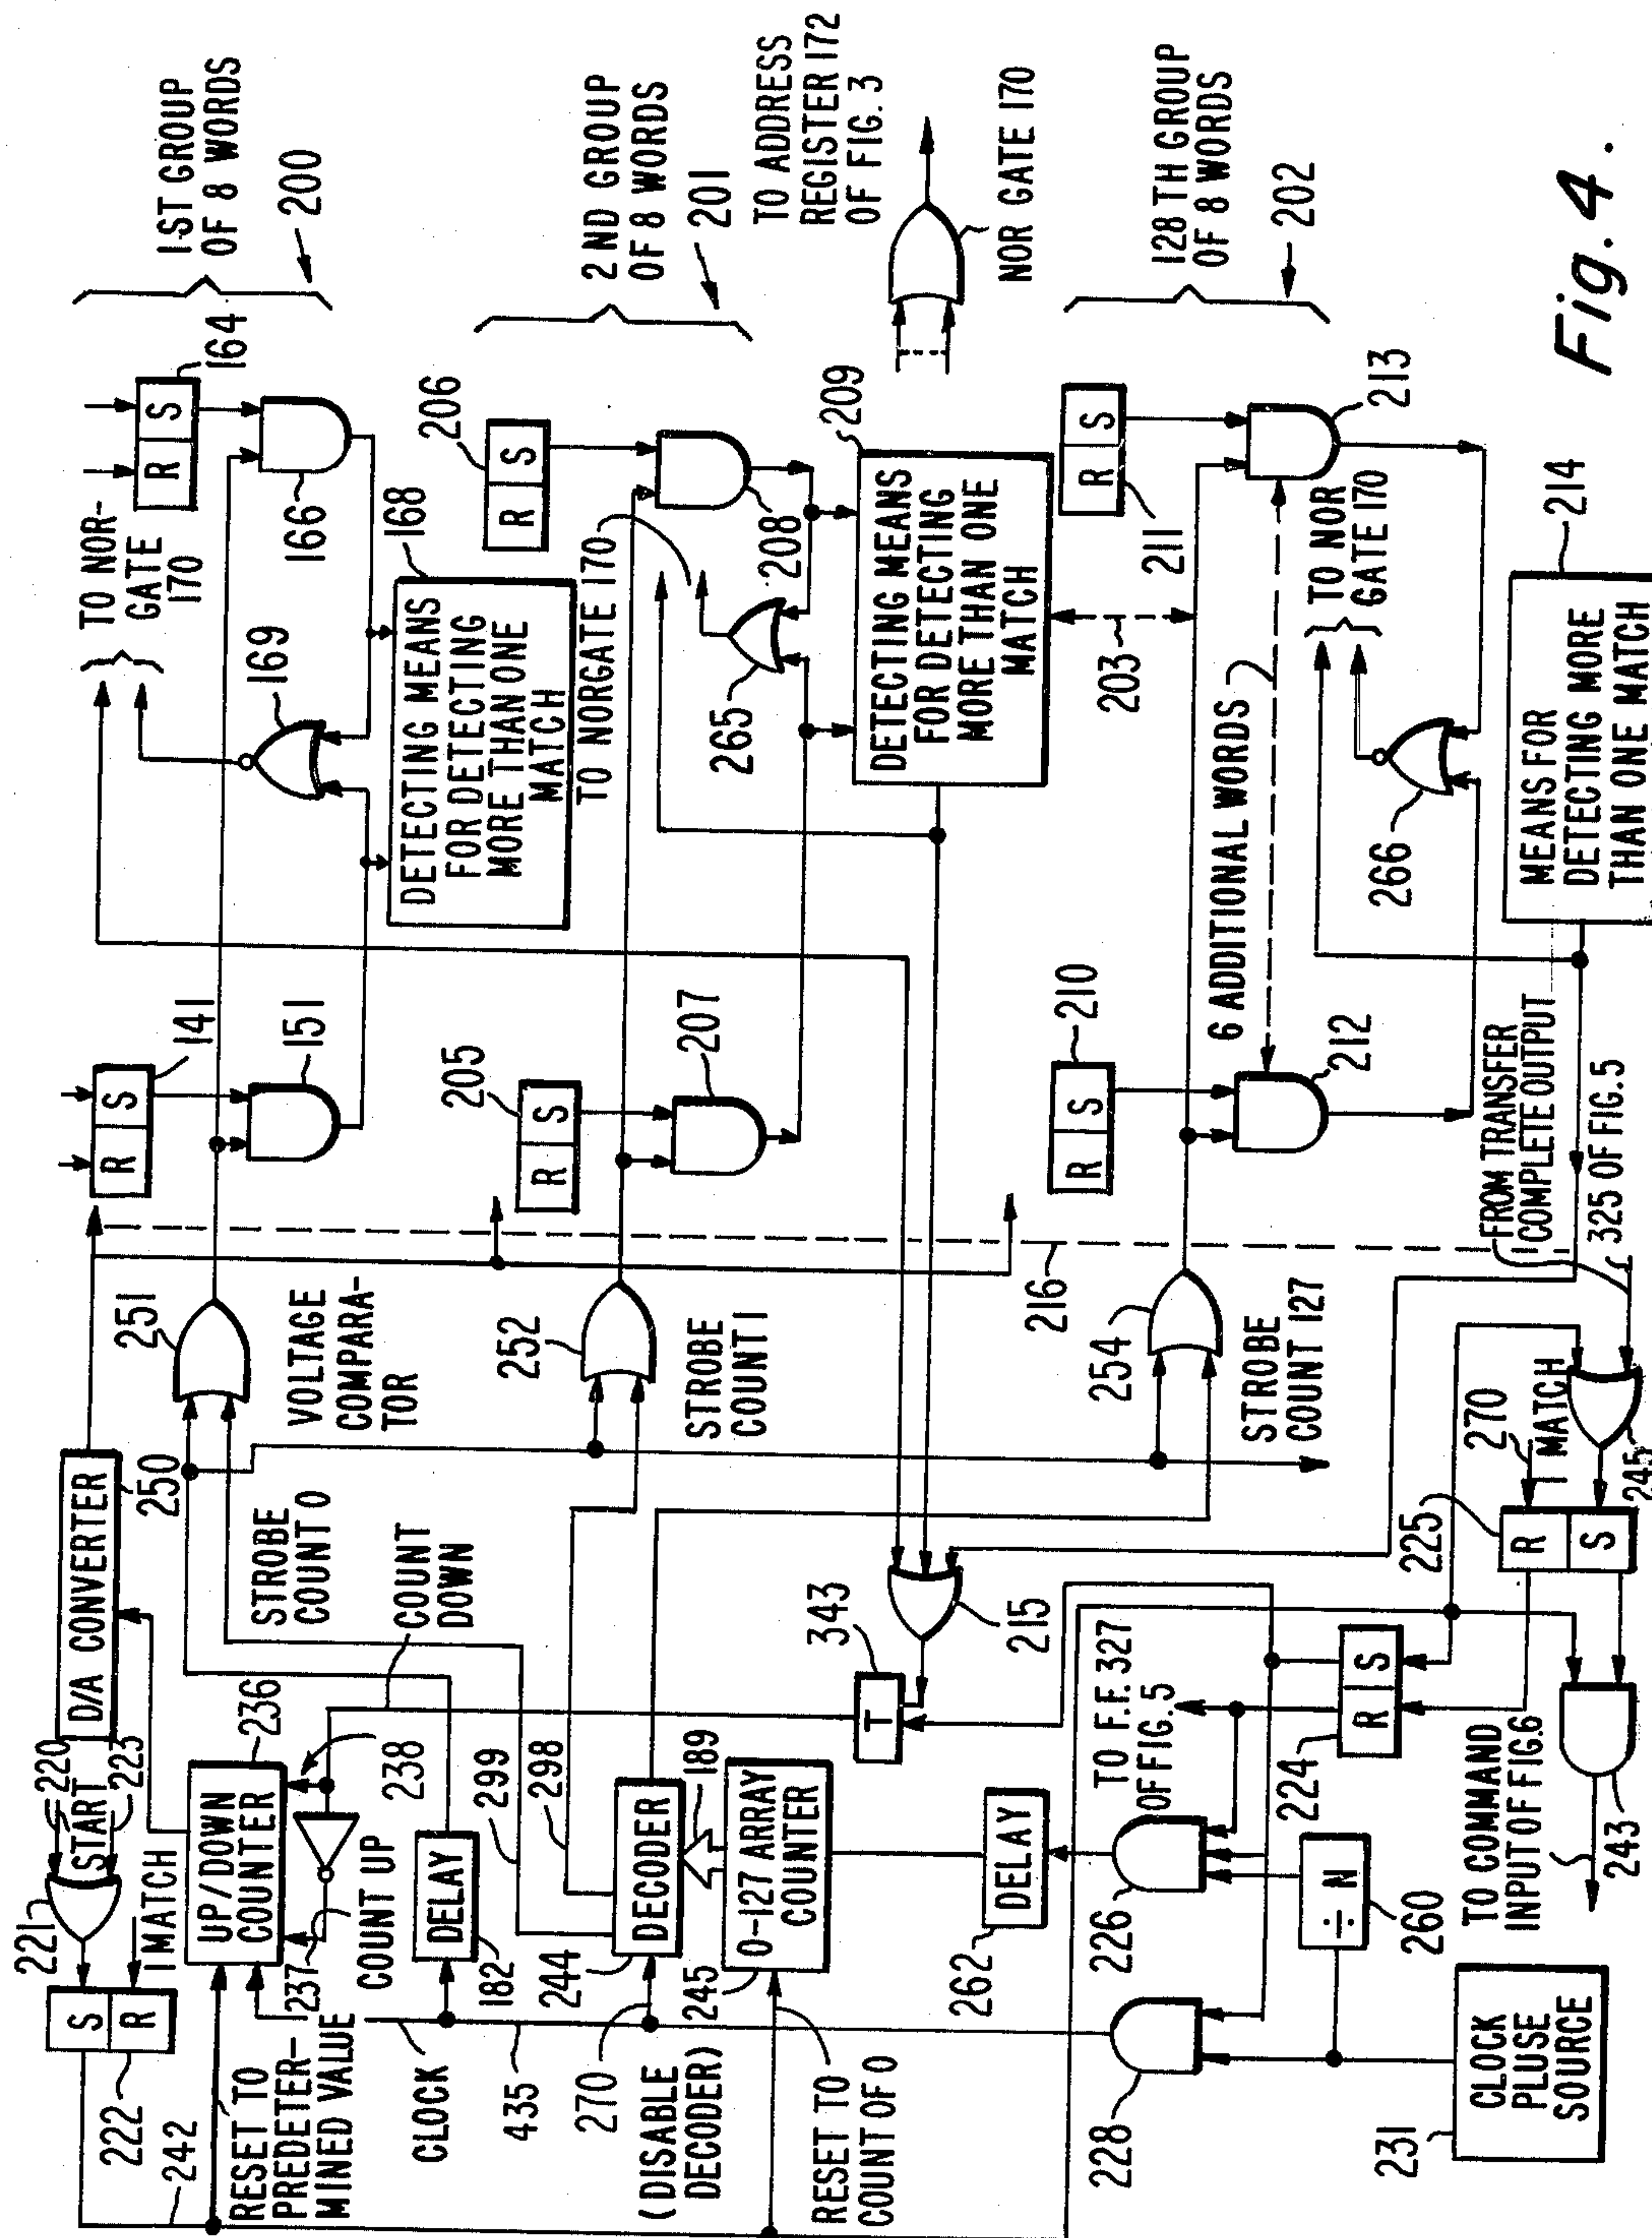 1ST GROUP
OF 8 WORDS
200
TO NOR-
GATE
170
R
S
164
166
169
168
DETECTING MEANS
FOR DETECTING
MORE THAN ONE
MATCH
R
S
141
151
2 ND GROUP
OF 8 WORDS
201
206
R
S
208
TO NORGATE 170
265
209
DETECTING MEANS
FOR DETECTING
MORE THAN ONE
MATCH
205
R
S
207
TO ADDRESS
REGISTER 172
OF FIG. 3
NOR GATE 170
128 TH GROUP
OF 8 WORDS
202
203
R
S
211
213
TO NOR
GATE 170
6 ADDITIONAL WORDS
266
214
MEANS FOR
DETECTING MORE
THAN ONE MATCH
R
S
210
212
FROM TRANSFER
COMPLETE OUTPUT
325 OF FIG. 5
216
D/A CONVERTER
250
251
VOLTAGE
COMPARA-
TOR
STROBE
COUNT 0
252
STROBE
COUNT 1
254
STROBE
COUNT 127
COUNT
DOWN
220
START
223
221
1 MATCH
S
R
222
242
UP/DOWN
COUNTER
236
237
238
COUNT UP
RESET TO
PREDETER-
MINED VALUE
CLOCK
435
DELAY
182
299
298
244
DECODER
189
270
(DISABLE
DECODER)
245
0-127 ARRAY
COUNTER
RESET TO
COUNT OF 0
T
343
215
262
DELAY
TO F.F. 327
OF FIG. 5
226
228
÷ N
260
231
CLOCK
PLUSE
SOURCE
224
R
S
225
R
S
270
1 MATCH
245
TO COMMAND
INPUT OF FIG.6
243
Fig. 4.